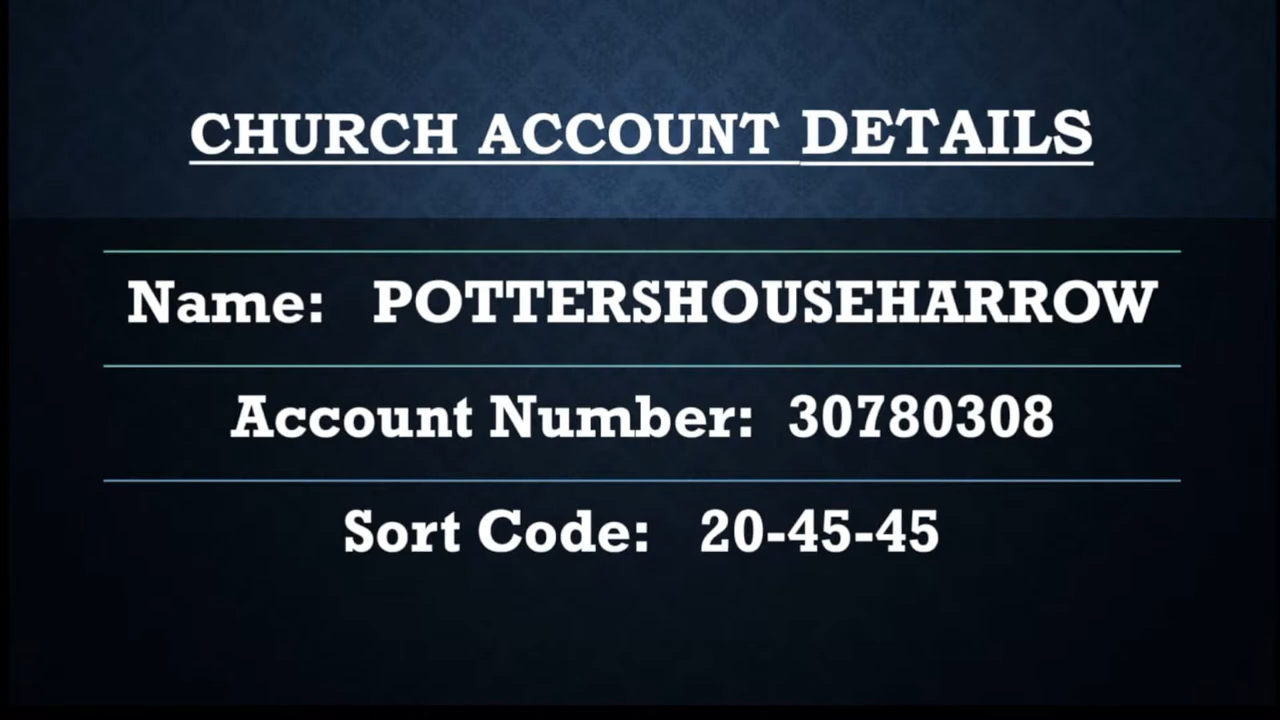 CHURCH ACCOUNT DETAILS
Name: POTTERSHOUSEHARROW
Account Number: 30780308
Sort Code: 20-45-45